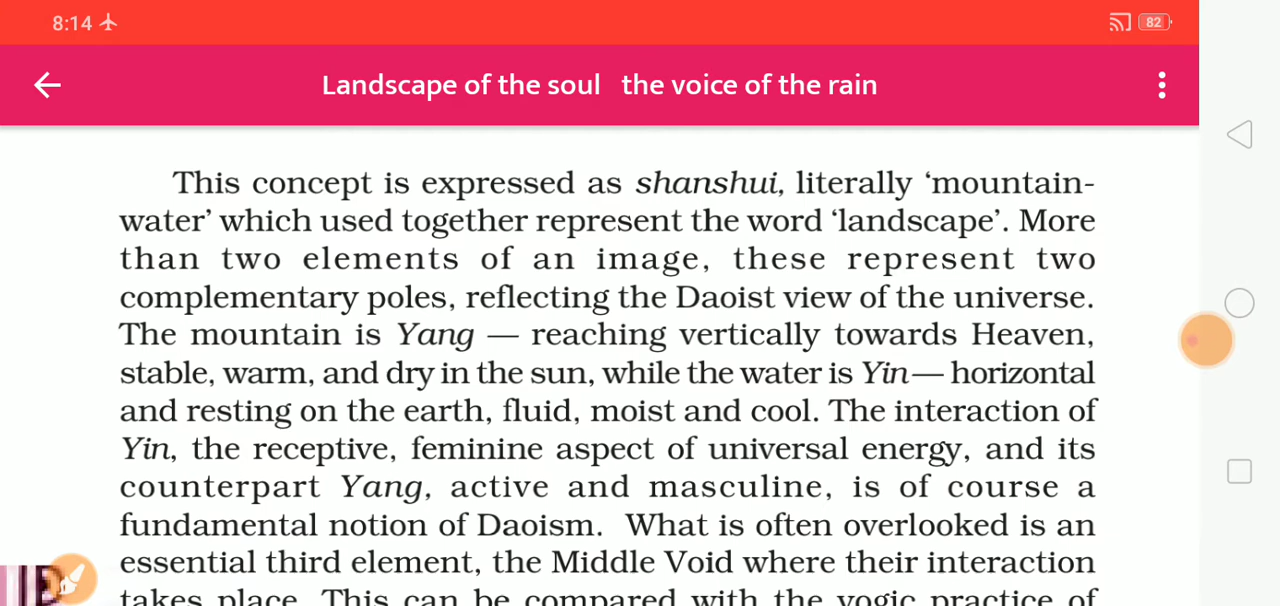 8:14
82
Landscape of the soul the voice of the rain
This concept is expressed as shanshui, literally ‘mountain-
water’ which used together represent the word ‘landscape’. More
than two elements of an image, these represent two
complementary poles, reflecting the Daoist view of the universe.
The mountain is Yang — reaching vertically towards Heaven,
stable, warm, and dry in the sun, while the water is Yin— horizontal
and resting on the earth, fluid, moist and cool. The interaction of
Yin, the receptive, feminine aspect of universal energy, and its
counterpart Yang, active and masculine, is of course a
fundamental notion of Daoism. What is often overlooked is an
essential third element, the Middle Void where their interaction
takes place. This can be compared with the yogic practice of